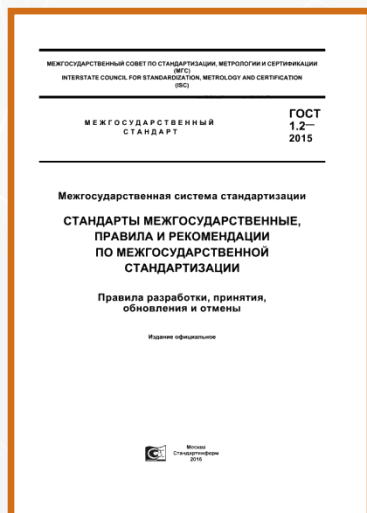 МЕЖГОСУДАРСТВЕННЫЙ СОВЕТ ПО СТАНДАРТИЗАЦИИ, МЕТРОЛОГИИ И СЕРТИФИКАЦИИ
(МГС)
INTERSTATE COUNCIL FOR STANDARDIZATION, METROLOGY AND CERTIFICATION
(ISC)
МЕЖГОСУДАРСТВЕННЫЙ
СТАНДАРТ
ГОСТ
1.2—
2015
Межгосударственная система стандартизации
СТАНДАРТЫ МЕЖГОСУДАРСТВЕННЫЕ,
ПРАВИЛА И РЕКОМЕНДАЦИИ
ПО МЕЖГОСУДАРСТВЕННОЙ
СТАНДАРТИЗАЦИИ
Правила разработки, принятия,
обновления и отмены
Издание официальное
Москва
Стандартинформ
2016